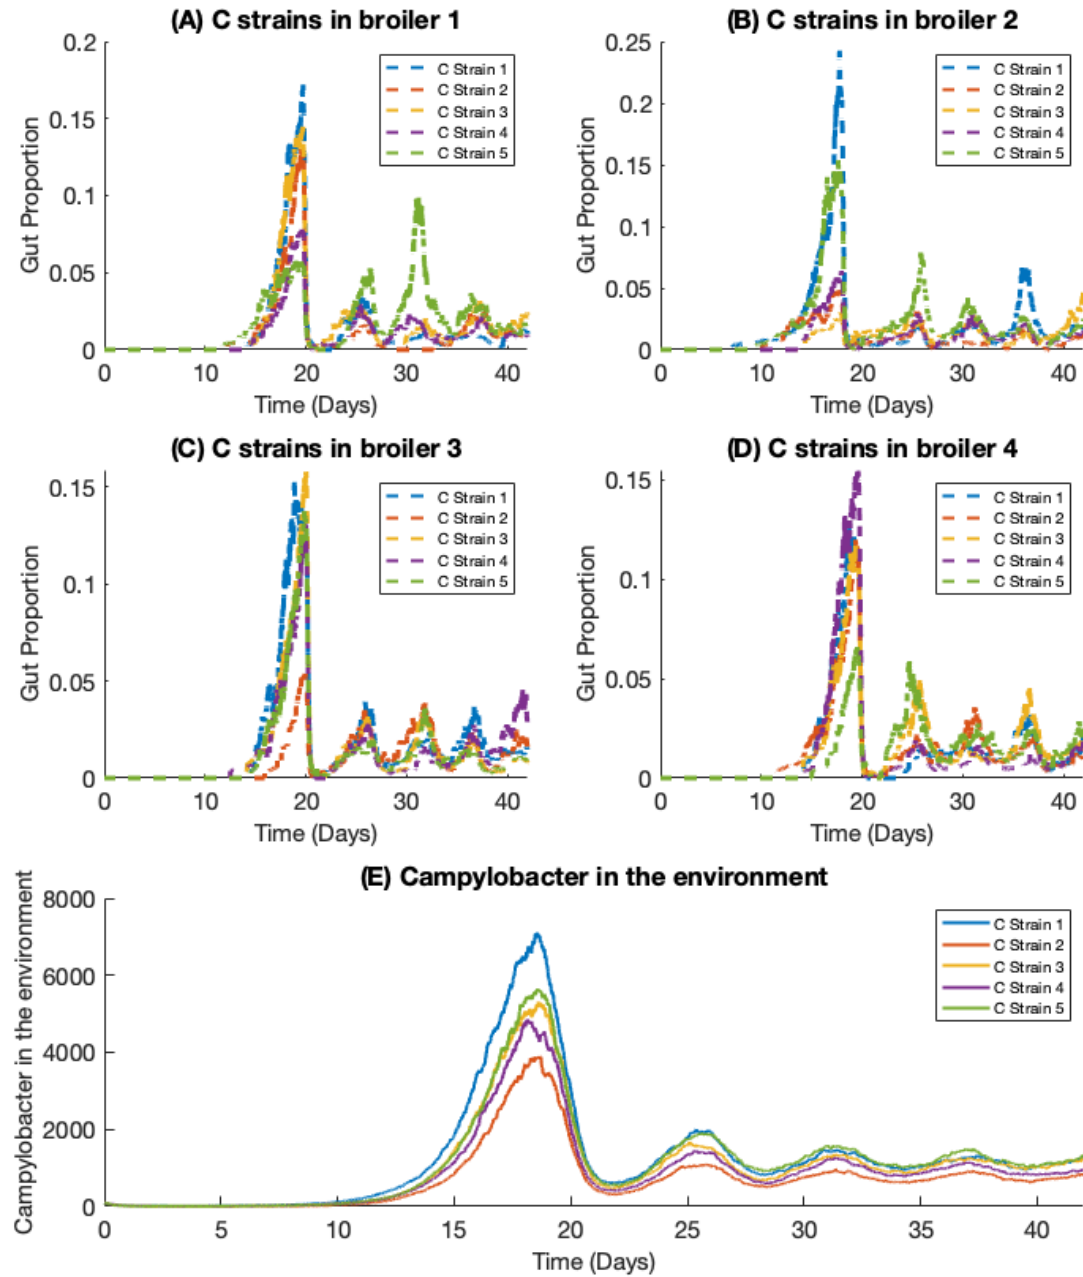 (A) C strains in broiler 1
Gut Proportion
0.2
0.15
0.1
0.05
0
C Strain 1
C Strain 2
C Strain 3
C Strain 4
C Strain 5
0 10 20 30 40
Time (Days)
(B) C strains in broiler 2
Gut Proportion
0.25
0.2
0.15
0.1
0.05
0
C Strain 1
C Strain 2
C Strain 3
C Strain 4
C Strain 5
0 10 20 30 40
Time (Days)
(C) C strains in broiler 3
Gut Proportion
0.15
0.1
0.05
0
C Strain 1
C Strain 2
C Strain 3
C Strain 4
C Strain 5
0 10 20 30 40
Time (Days)
(D) C strains in broiler 4
Gut Proportion
0.15
0.1
0.05
0
C Strain 1
C Strain 2
C Strain 3
C Strain 4
C Strain 5
0 10 20 30 40
Time (Days)
(E) Campylobacter in the environment
Campylobacter in the environment
8000
6000
4000
2000
0
C Strain 1
C Strain 2
C Strain 3
C Strain 4
C Strain 5
0 5 10 15 20 25 30 35 40
Time (Days)